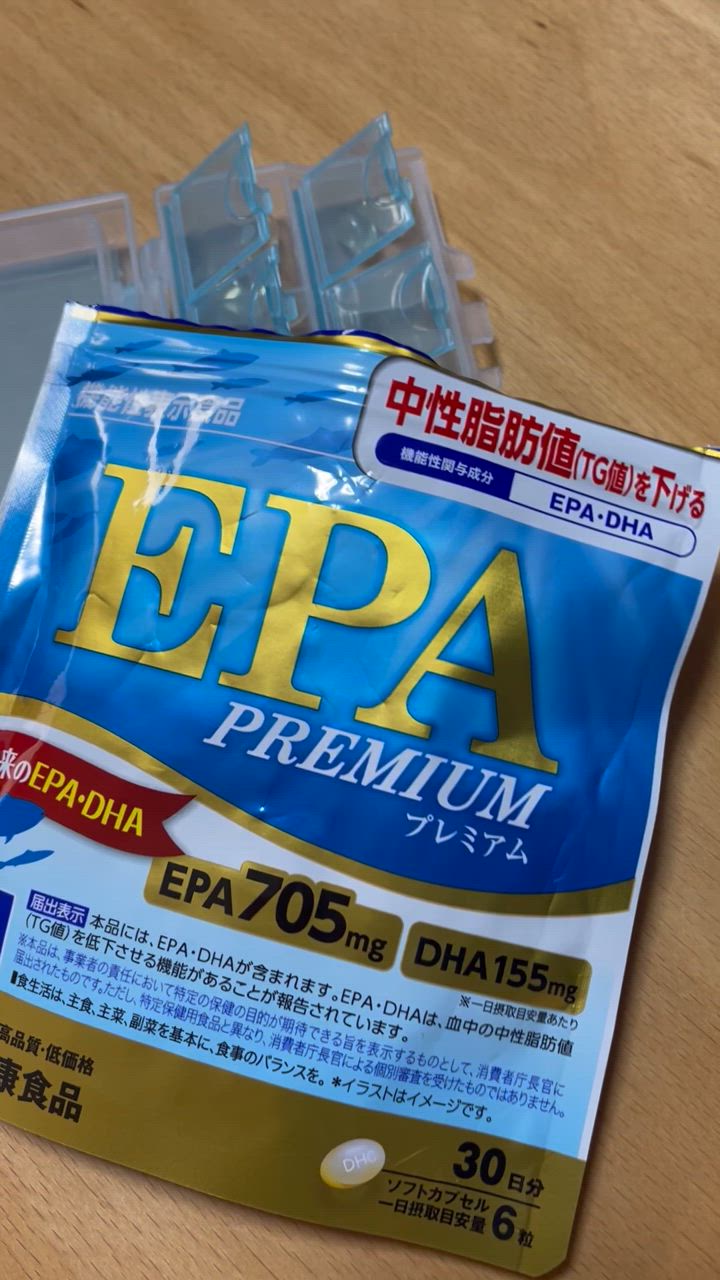 機能性表示食品
中性脂肪値(TG値)を下げる
機能性関与成分 EPA・DHA
EPA
PREMIUM
プレミアム
来のEPA・DHA
EPA705mg DHA155mg
※一日摂取目安量あたり
届出表示 本品には、EPA・DHAが含まれます。EPA・DHAは、血中の中性脂肪値
(TG値)を低下させる機能があることが報告されています。
※本品は、事業者の責任において特定の保健の目的が期待できる旨を表示するものとして、消費者庁長官に
届出されたものです。ただし、特定保健用食品と異なり、消費者庁長官による個別審査を受けたものではありません。
■食生活は、主食、主菜、副菜を基本に、食事のバランスを。 *イラストはイメージです。
高品質・低価格
康食品
DHC
30日分
ソフトカプセル
一日摂取目安量6粒